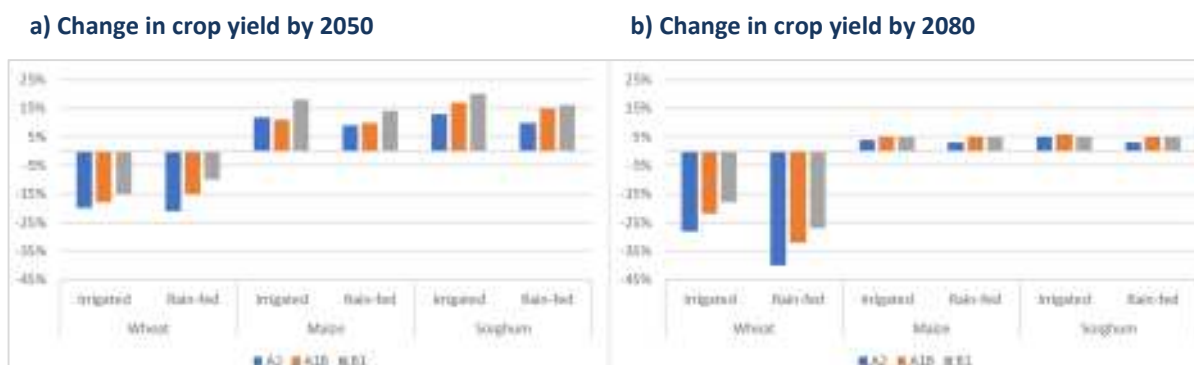 a) Change in crop yield by 2050
25%
15%
5%
-5%
-15%
-25%
-35%
-45%
Irrigated Rain-fed Irrigated Rain-fed Irrigated Rain-fed
Wheat Maize Sorghum
A2 A1B B1
b) Change in crop yield by 2080
25%
15%
5%
-5%
-15%
-25%
-35%
-45%
Irrigated Rain-fed Irrigated Rain-fed Irrigated Rain-fed
Wheat Maize Sorghum
A2 A1B B1